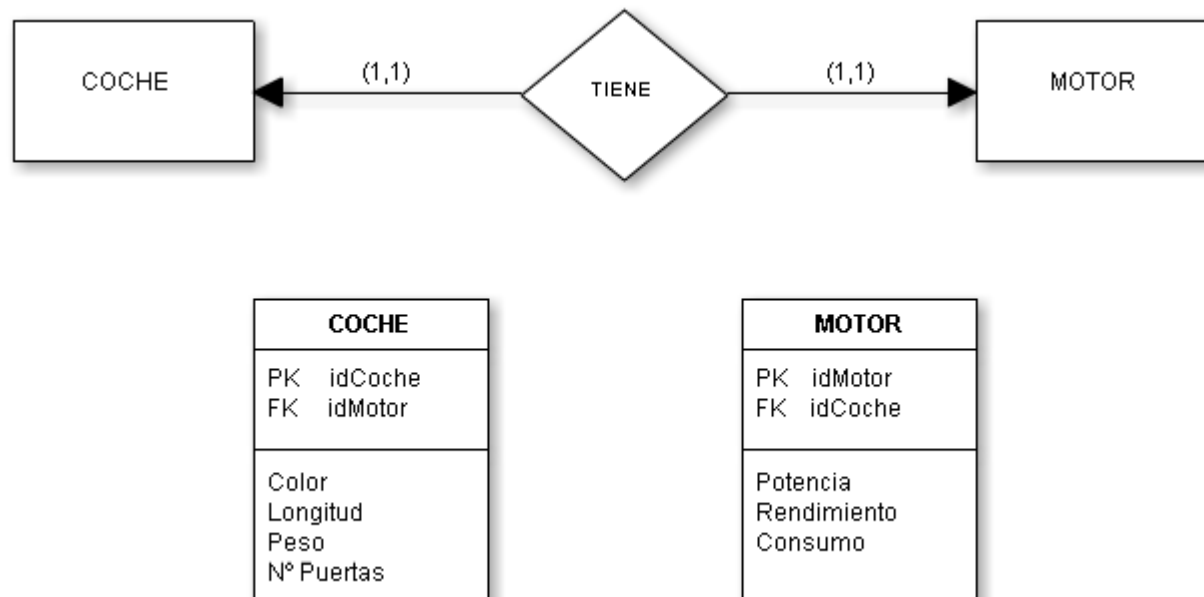 COCHE
(1,1)
TIENE
(1,1)
MOTOR
COCHE
PK idCoche
FK idMotor
Color
Longitud
Peso
Nº Puertas
MOTOR
PK idMotor
FK idCoche
Potencia
Rendimiento
Consumo